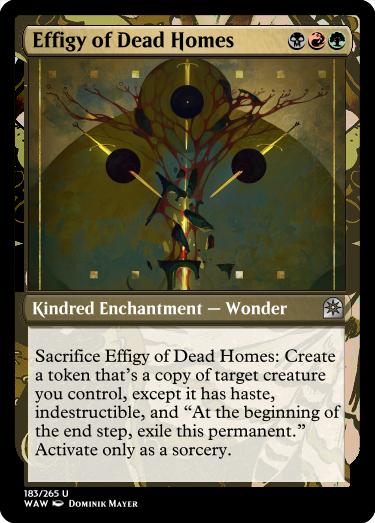 Effigy of Dead Homes
Kindred Enchantment — Wonder
Sacrifice Effigy of Dead Homes: Create
a token that's a copy of target creature
you control, except it has haste,
indestructible, and “At the beginning of
the end step, exile this permanent.”
Activate only as a sorcery.
183/265 U
WAW Dominik Mayer